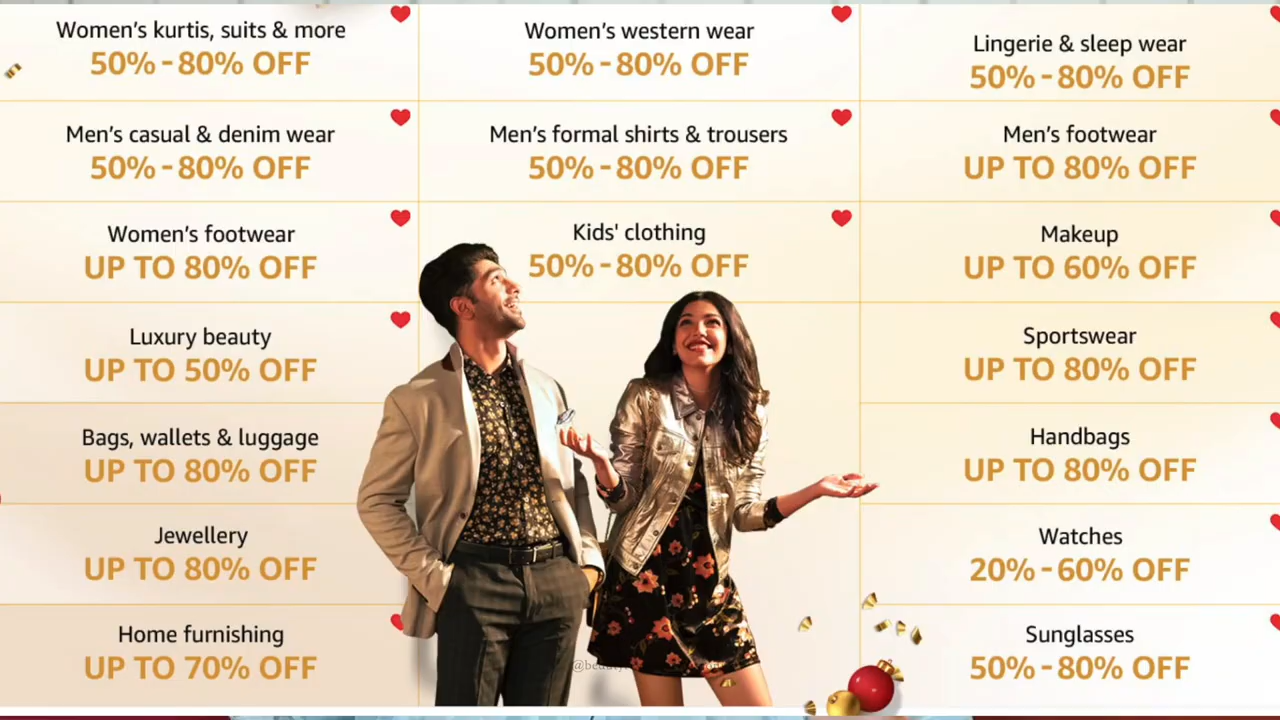 Women's kurtis, suits & more
50%-80% OFF
Women's western wear
50%-80% OFF
Lingerie & sleep wear
50%-80% OFF
Men's casual & denim wear
50%-80% OFF
Men's formal shirts & trousers
50%-80% OFF
Men's footwear
UP TO 80% OFF
Women's footwear
UP TO 80% OFF
Kids' clothing
50%-80% OFF
Makeup
UP TO 60% OFF
Luxury beauty
UP TO 50% OFF
Sportswear
UP TO 80% OFF
Bags, wallets & luggage
UP TO 80% OFF
Handbags
UP TO 80% OFF
Jewellery
UP TO 80% OFF
Watches
20%-60% OFF
Home furnishing
UP TO 70% OFF
Sunglasses
50%-80% OFF